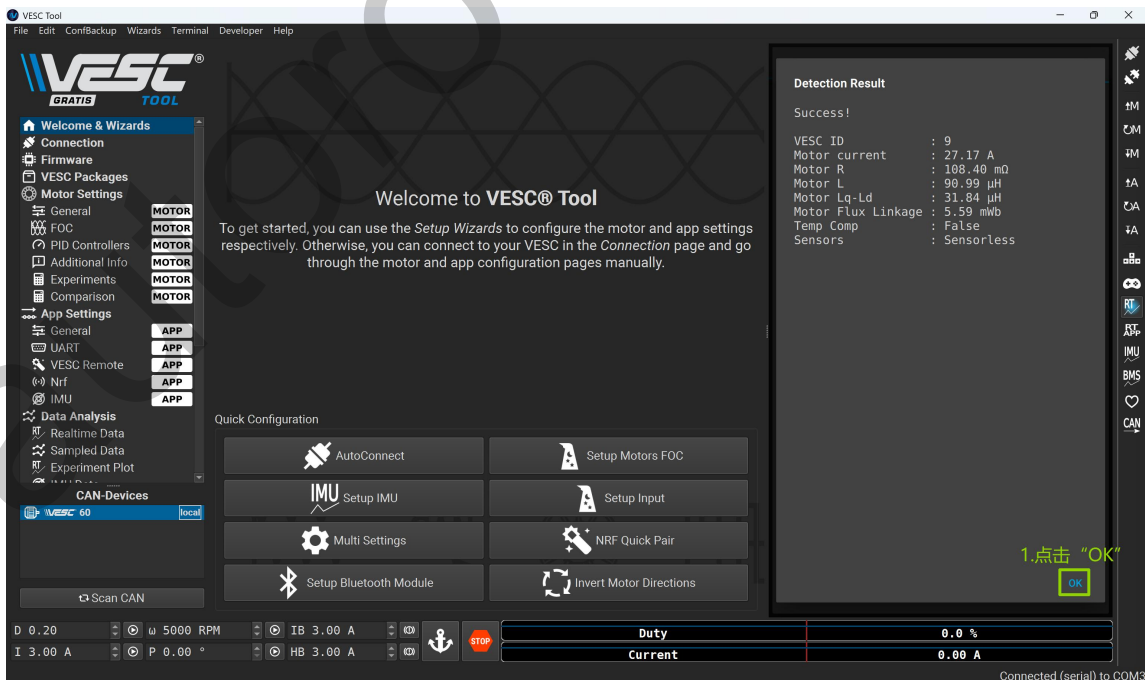 VESC Tool
File Edit ConfBackup Wizards Terminal Developer Help
VESC®
GRATIS TOOL
Welcome & Wizards
Connection
Firmware
VESC Packages
Motor Settings
General MOTOR
FOC MOTOR
PID Controllers MOTOR
Additional Info MOTOR
Experiments MOTOR
Comparison MOTOR
App Settings
General APP
UART APP
VESC Remote APP
Nrf APP
IMU APP
Data Analysis
RT Realtime Data
Sampled Data
RT Experiment Plot
IMU Data
CAN-Devices
VESC 60 local
Scan CAN
Welcome to VESC® Tool
To get started, you can use the Setup Wizards to configure the motor and app settings
respectively. Otherwise, you can connect to your VESC in the Connection page and go
through the motor and app configuration pages manually.
Quick Configuration
AutoConnect
Setup Motors FOC
IMU Setup IMU
Setup Input
Multi Settings
NRF Quick Pair
Setup Bluetooth Module
Invert Motor Directions
Detection Result
Success!
VESC ID : 9
Motor current : 27.17 A
Motor R : 108.40 mΩ
Motor L : 90.99 µH
Motor Lq-Ld : 31.84 µH
Motor Flux Linkage : 5.59 mWb
Temp Comp : False
Sensors : Sensorless
1.点击“OK”
OK
M
M
M
A
A
A
RT
RT
APP
IMU
BMS
CAN
D 0.20 ω 5000 RPM IB 3.00 A
I 3.00 A P 0.00 ° HB 3.00 A
STOP
Duty 0.0 %
Current 0.00 A
Connected (serial) to COM3